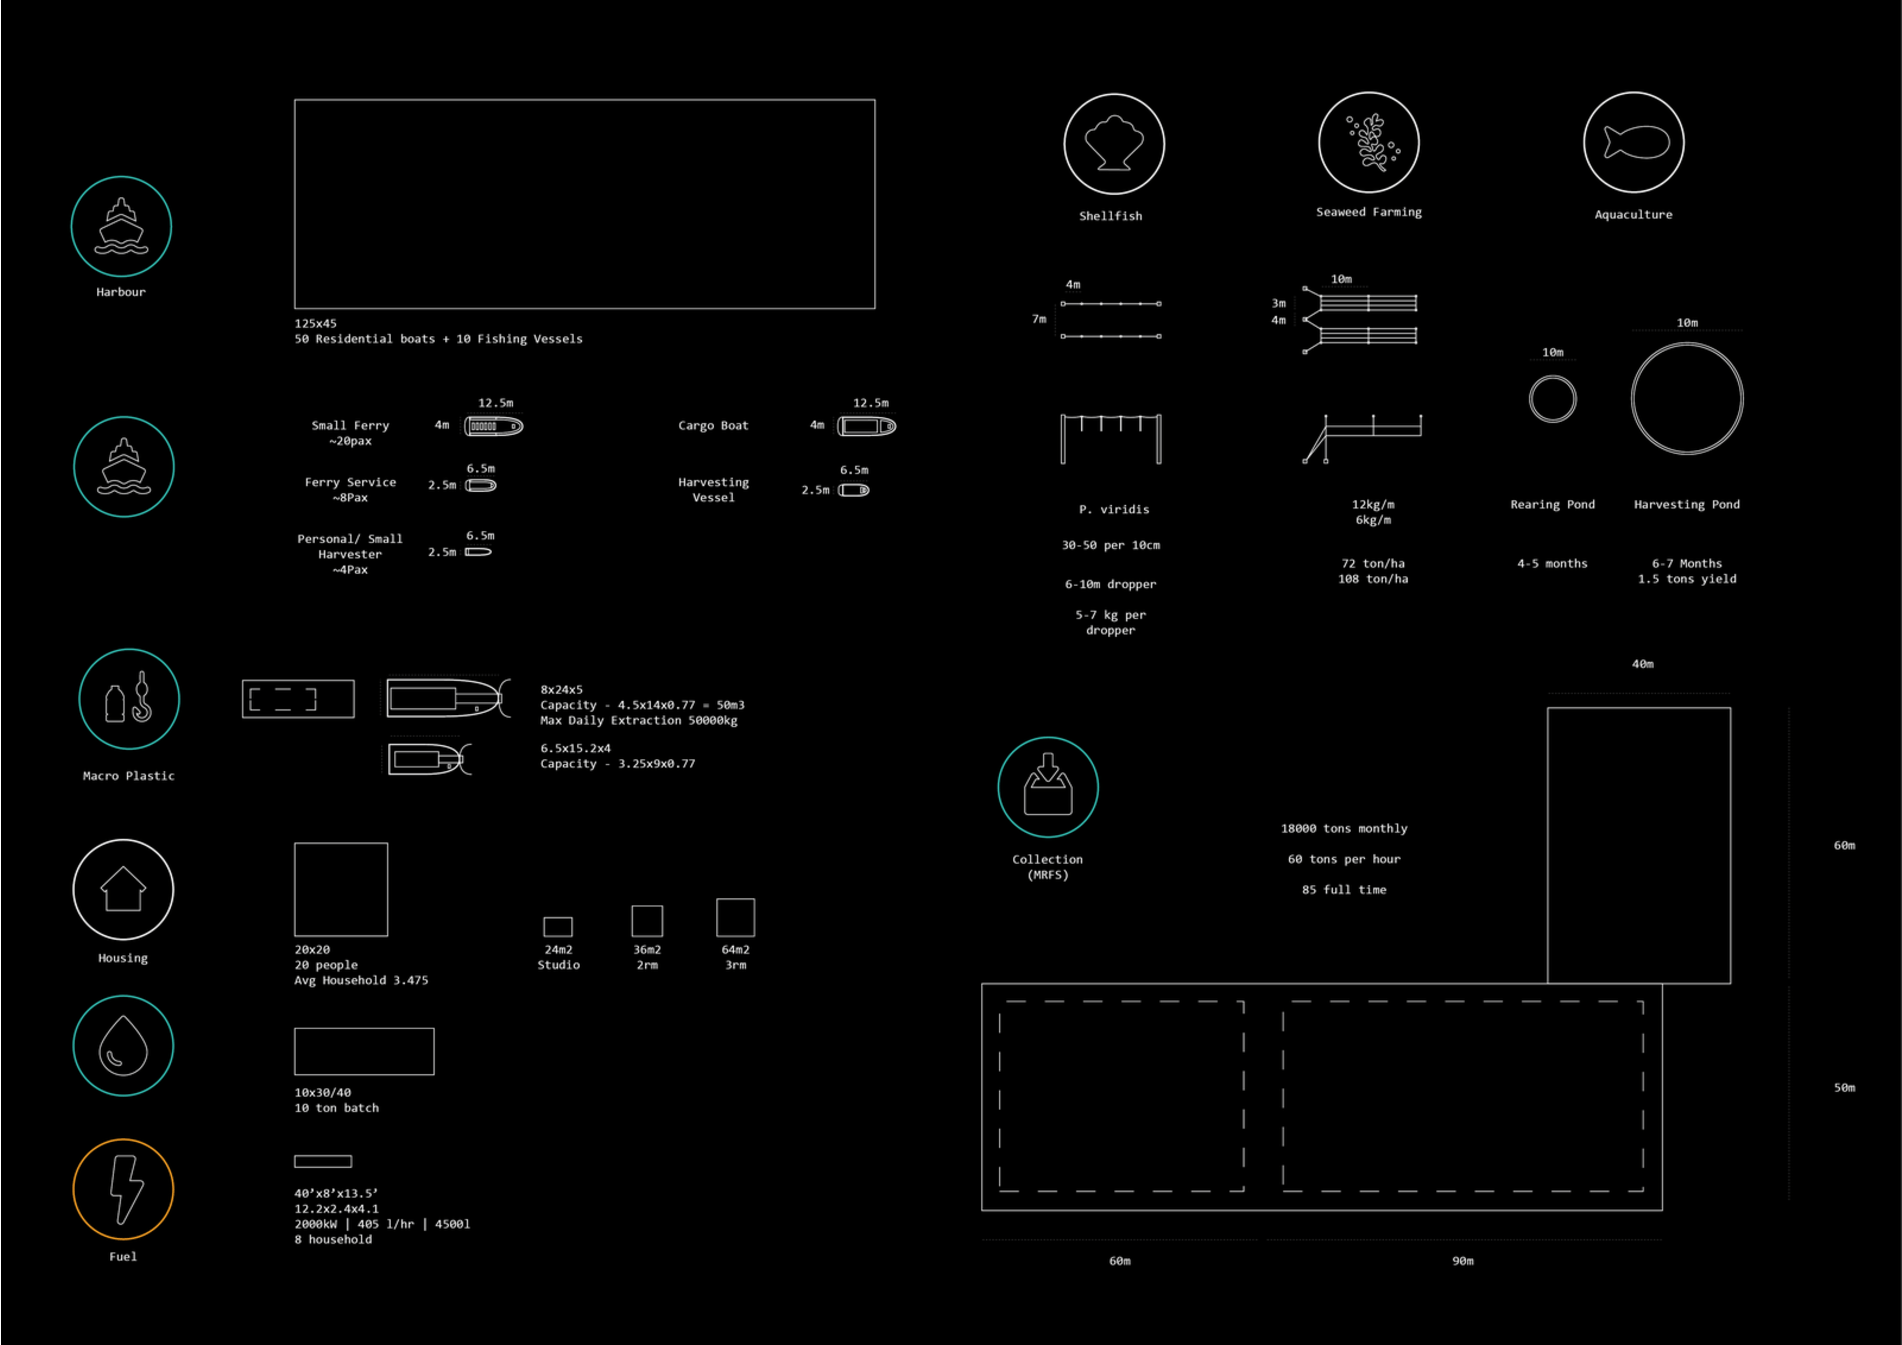 Harbour
125x45
50 Residential boats + 10 Fishing Vessels
Small Ferry
~20pax
4m
12.5m
Cargo Boat
4m
12.5m
Ferry Service
~8Pax
2.5m
6.5m
Harvesting
Vessel
2.5m
6.5m
Personal/ Small
Harvester
~4Pax
2.5m
6.5m
Macro Plastic
8x24x5
Capacity - 4.5x14x0.77 = 50m3
Max Daily Extraction 50000kg
6.5x15.2x4
Capacity - 3.25x9x0.77
Housing
20x20
20 people
Avg Household 3.475
24m2
Studio
36m2
2rm
64m2
3rm
10x30/40
10 ton batch
Fuel
40’x8’x13.5’
12.2x2.4x4.1
2000kW | 405 l/hr | 4500l
8 household
Shellfish
4m
7m
P. viridis
30-50 per 10cm
6-10m dropper
5-7 kg per
dropper
Seaweed Farming
10m
3m
4m
12kg/m
6kg/m
72 ton/ha
108 ton/ha
Aquaculture
10m
10m
Rearing Pond
Harvesting Pond
4-5 months
6-7 Months
1.5 tons yield
Collection
(MRFS)
18000 tons monthly
60 tons per hour
85 full time
40m
60m
50m
60m
90m